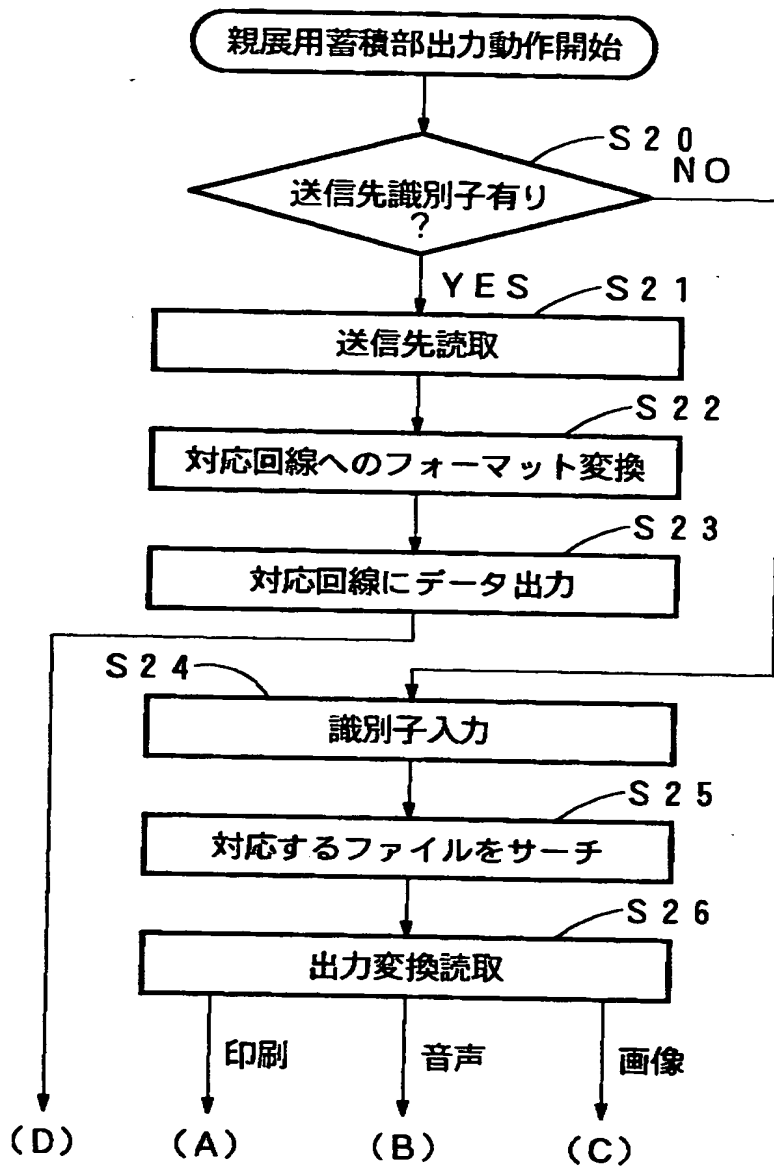 親展用蓄積部出力動作開始
S20
NO
送信先識別子有り
?
YES
S21
送信先読取
S22
対応回線へのフォーマット変換
S23
対応回線にデータ出力
S24
識別子入力
S25
対応するファイルをサーチ
S26
出力変換読取
印刷
音声
画像
(D)
(A)
(B)
(C)